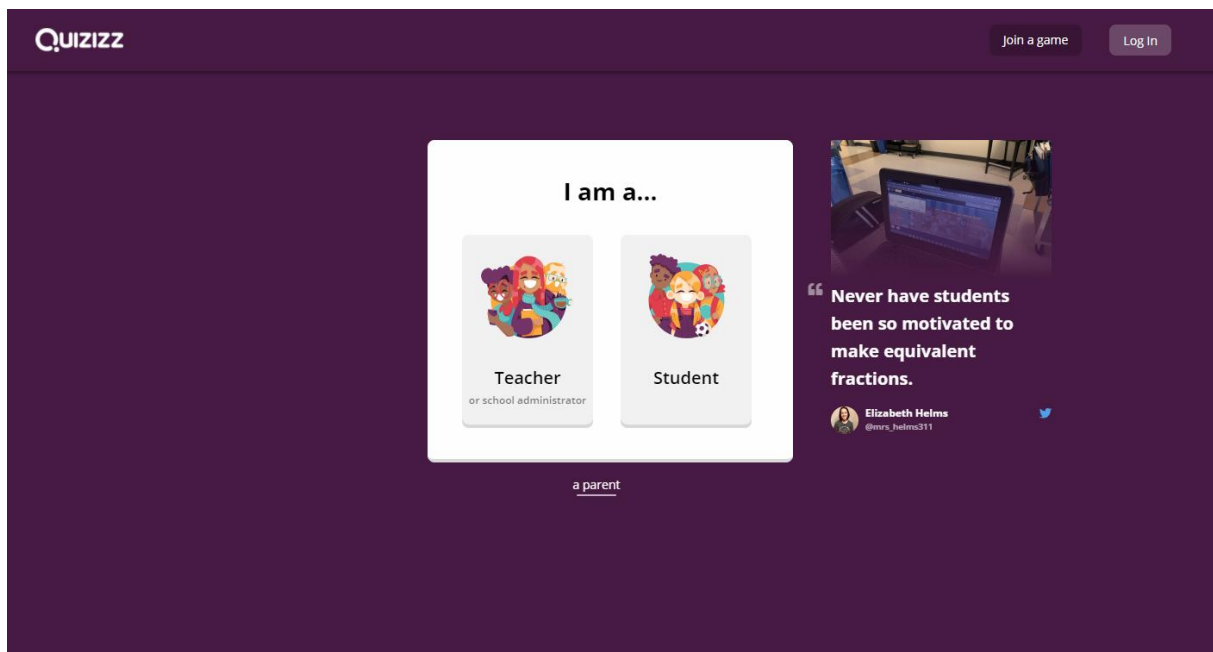 Quizizz
Join a game
Log In
I am a...
Teacher
or school administrator
Student
a parent
“
Never have students
been so motivated to
make equivalent
fractions.
Elizabeth Helms
@mrs_helms311